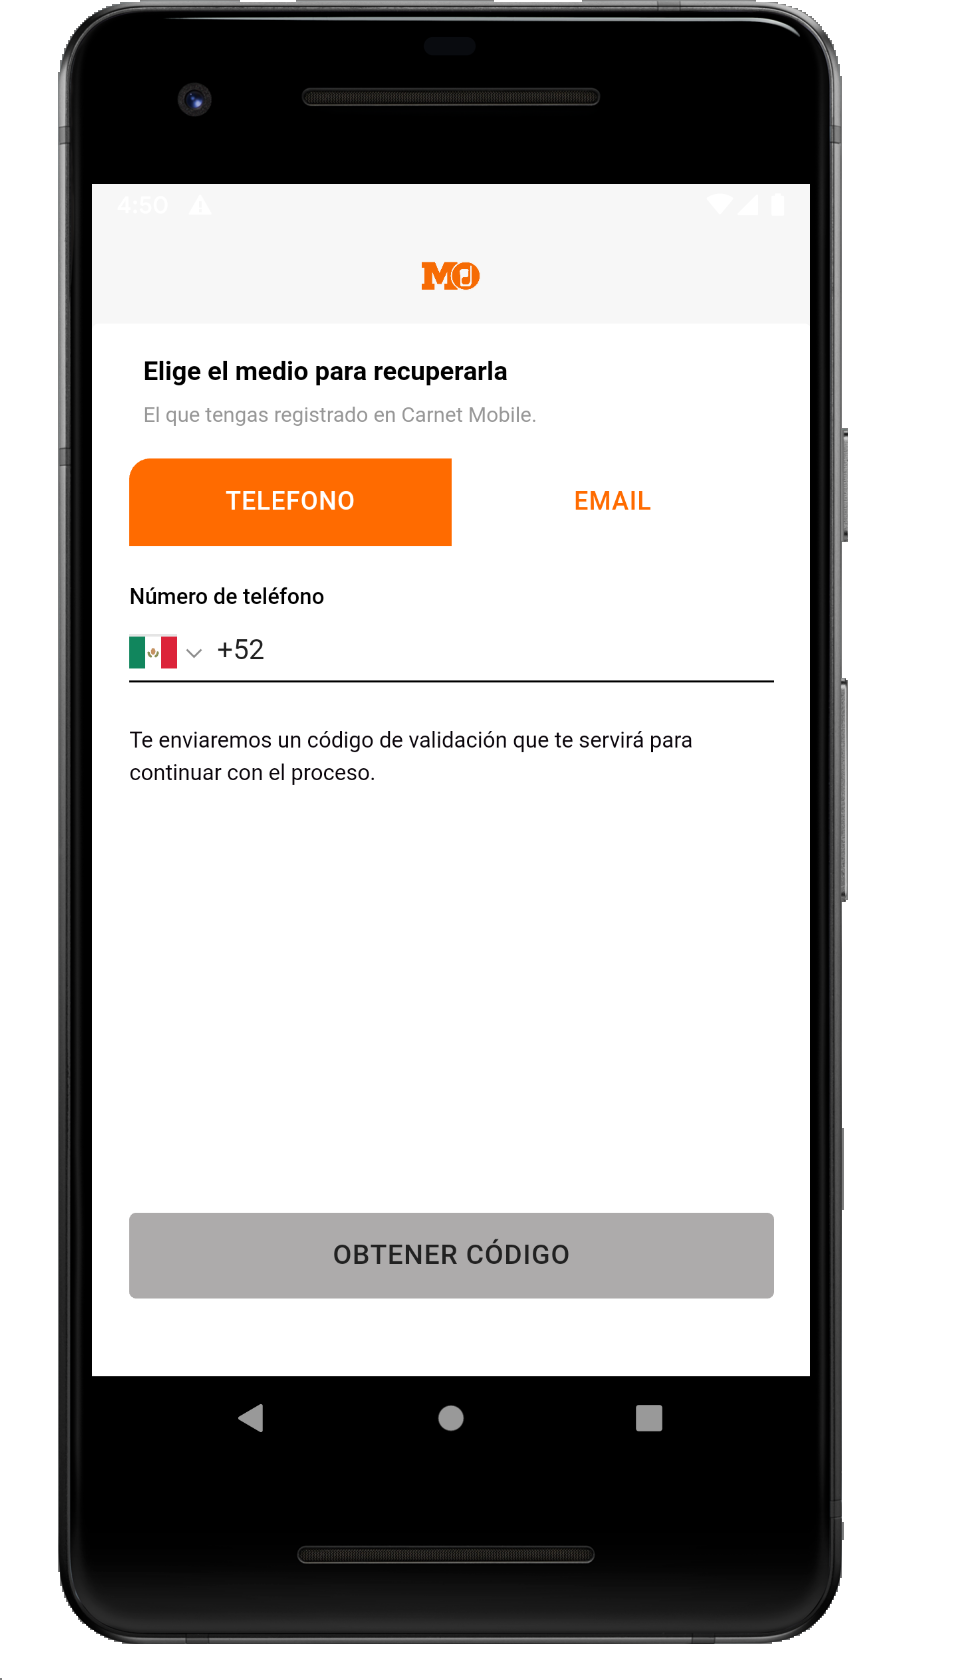 4:50
MO
Elige el medio para recuperarla
El que tengas registrado en Carnet Mobile.
TELEFONO
EMAIL
Número de teléfono
+52
Te enviaremos un código de validación que te servirá para
continuar con el proceso.
OBTENER CÓDIGO